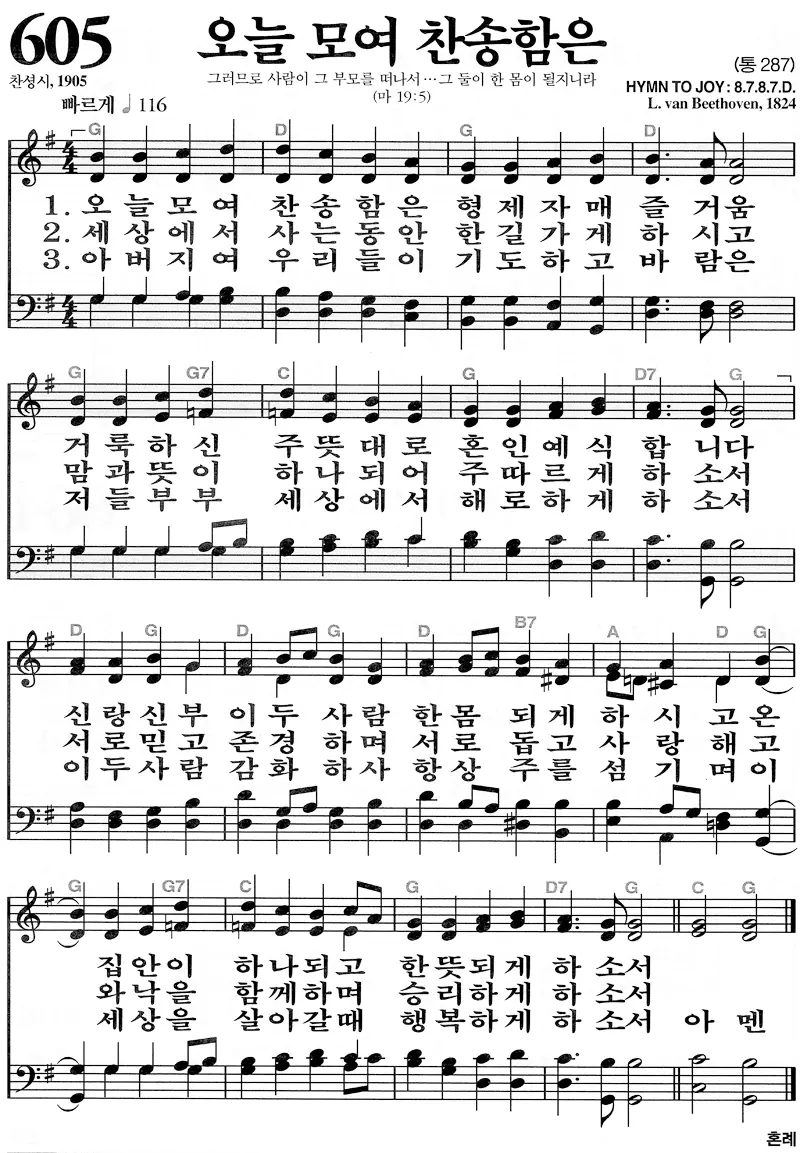 605 오늘 모여 찬송함은
(통 287)
찬셩시, 1905
그러므로 사람이 그 부모를 떠나서…그 둘이 한 몸이 될지니라
(마 19:5)
HYMN TO JOY : 8.7.8.7.D.
L. van Beethoven, 1824
빠르게 ♩ 116
G D G D
1. 오 늘 모 여 찬 송 함 은 형 제 자 매 즐 거 움
2. 세 상 에 서 사 는 동 안 한 길 가 게 하 시 고
3. 아 버 지 여 우 리 들 이 기 도 하 고 바 람 은
G G7 C G D7 G
거 룩 하 신 주 뜻 대 로 혼 인 예 식 합 니 다
맘 과 뜻 이 하 나 되 어 주 따 르 게 하 소 서
저 들 부 부 세 상 에 서 해 로 하 게 하 소 서
D G D G D B7 A D G
신 랑 신 부 이 두 사 람 한 몸 되 게 하 시 고 온
서 로 믿 고 존 경 하 며 서 로 돕 고 사 랑 해 고
이 두 사 람 감 화 하 사 항 상 주 를 섬 기 며 이
G G7 C G D7 G C G
집 안 이 하 나 되 고 한 뜻 되 게 하 소 서
와 낙 을 함 께 하 며 승 리 하 게 하 소 서
세 상 을 살 아 갈 때 행 복 하 게 하 소 서 아 멘
혼례